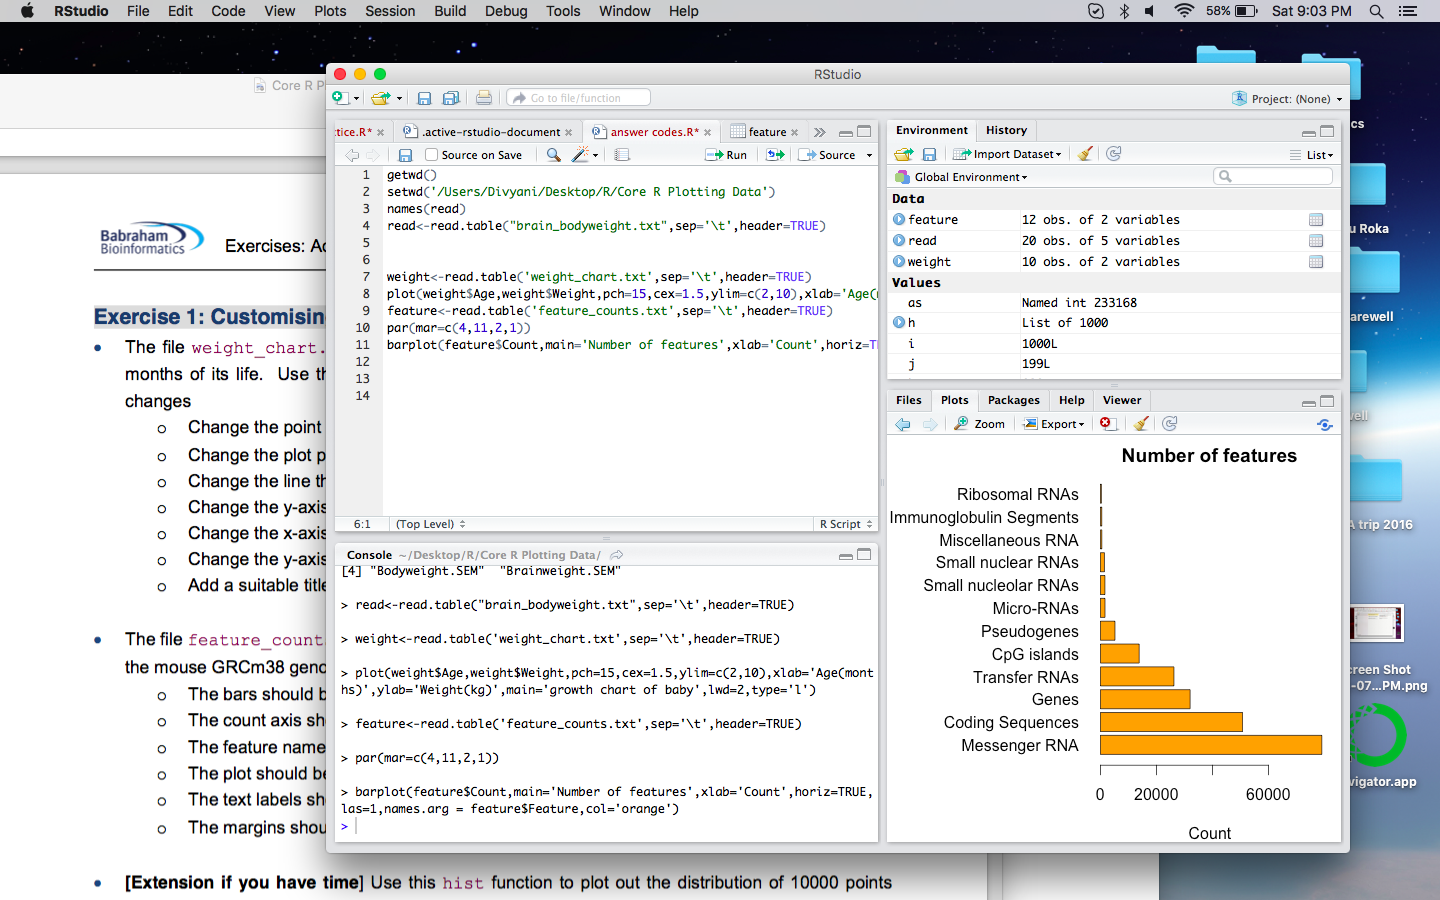 RStudio File Edit Code View Plots Session Build Debug Tools Window Help
58% Sat 9:03 PM
Core R P
RStudio
Go to file/function
Project: (None)
tice.R* .active-rstudio-document answer codes.R* feature
Source on Save Run Source
1 getwd()
2 setwd('/Users/Divyani/Desktop/R/Core R Plotting Data')
3 names(read)
4 read<-read.table("brain_bodyweight.txt",sep='\t',header=TRUE)
5
6
7 weight<-read.table('weight_chart.txt',sep='\t',header=TRUE)
8 plot(weight$Age,weight$Weight,pch=15,cex=1.5,ylim=c(2,10),xlab='Age(
9 feature<-read.table('feature_counts.txt',sep='\t',header=TRUE)
10 par(mar=c(4,11,2,1))
11 barplot(feature$Count,main='Number of features',xlab='Count',horiz=T
12
13
14
6:1 (Top Level) R Script
Console ~/Desktop/R/Core R Plotting Data/
[4] "Bodyweight.SEM" "Brainweight.SEM"
> read<-read.table("brain_bodyweight.txt",sep='\t',header=TRUE)
> weight<-read.table('weight_chart.txt',sep='\t',header=TRUE)
> plot(weight$Age,weight$Weight,pch=15,cex=1.5,ylim=c(2,10),xlab='Age(mont
hs)',ylab='Weight(kg)',main='growth chart of baby',lwd=2,type='l')
> feature<-read.table('feature_counts.txt',sep='\t',header=TRUE)
> par(mar=c(4,11,2,1))
> barplot(feature$Count,main='Number of features',xlab='Count',horiz=TRUE,
las=1,names.arg = feature$Feature,col='orange')
>
Environment History
Import Dataset List
Global Environment
Data
feature 12 obs. of 2 variables
read 20 obs. of 5 variables
weight 10 obs. of 2 variables
Values
as Named int 233168
h List of 1000
i 1000L
j 199L
Files Plots Packages Help Viewer
Zoom Export
Number of features
Ribosomal RNAs
Immunoglobulin Segments
Miscellaneous RNA
Small nuclear RNAs
Small nucleolar RNAs
Micro-RNAs
Pseudogenes
CpG islands
Transfer RNAs
Genes
Coding Sequences
Messenger RNA
0 20000 60000
Count
Babraham
Bioinformatics
Exercises: Ad
Exercise 1: Customisin
• The file weight_chart.
months of its life. Use th
changes
o Change the point
o Change the plot p
o Change the line th
o Change the y-axis
o Change the x-axis
o Change the y-axis
o Add a suitable title
• The file feature_count
the mouse GRCm38 geno
o The bars should b
o The count axis sh
o The feature name
o The plot should be
o The text labels sh
o The margins shou
• [Extension if you have time] Use this hist function to plot out the distribution of 10000 points
cs
u Roka
arewell
ell
A trip 2016
creen Shot
-07...PM.png
vigator.app